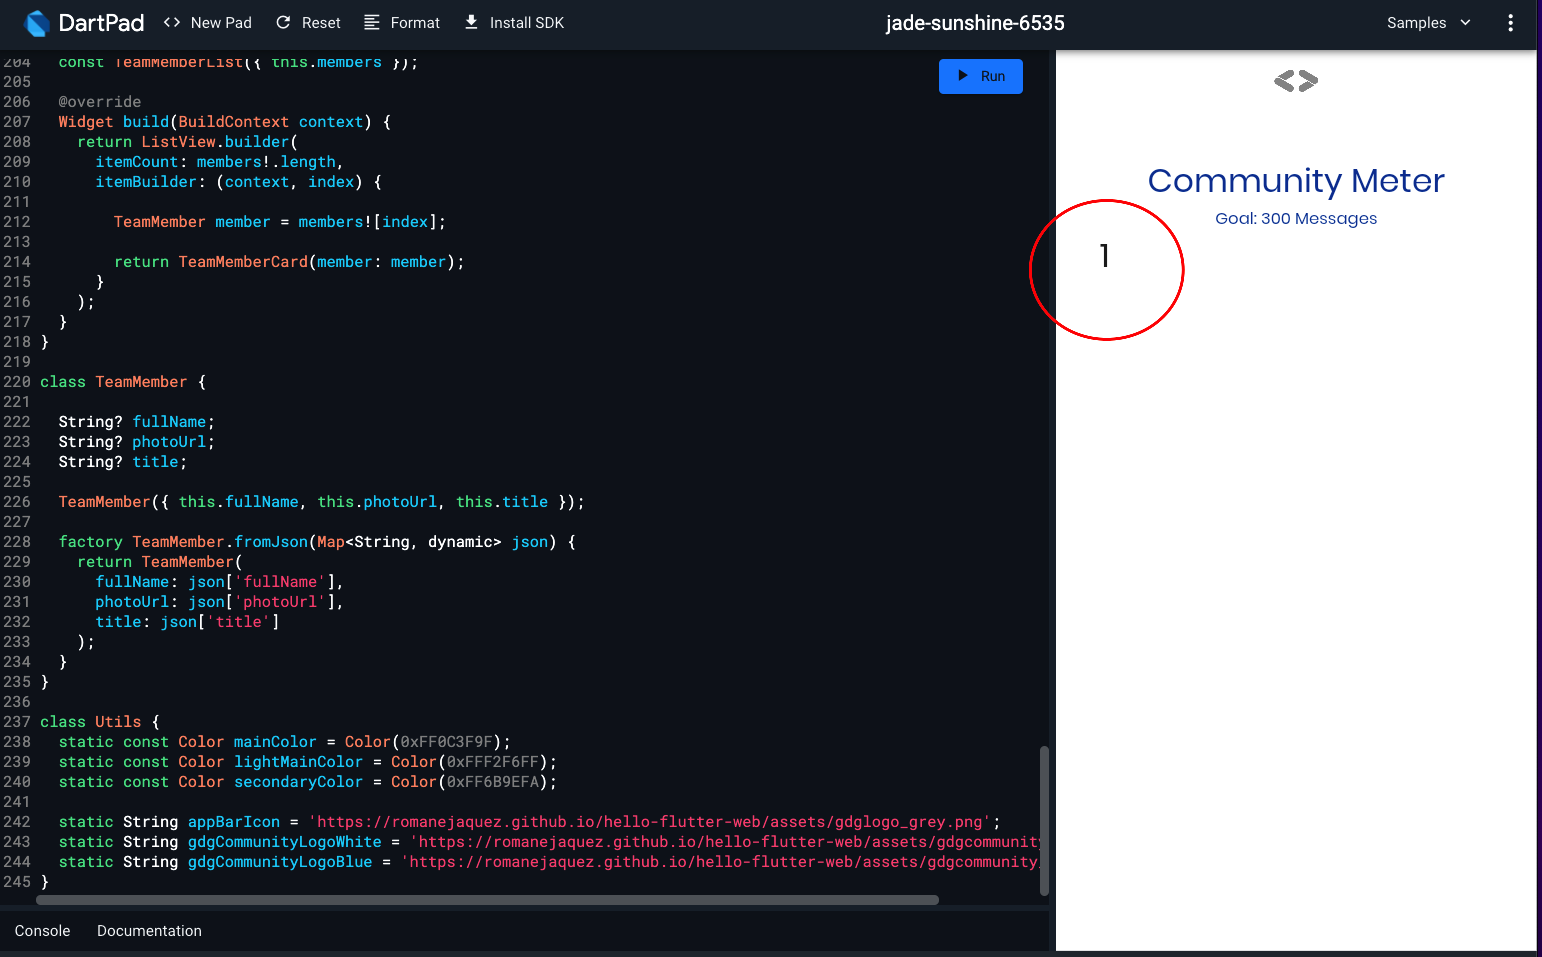 DartPad
<> New Pad
Reset
Format
Install SDK
jade-sunshine-6535
Samples
204 const TeamMemberList({ this.members });
205
206 @override
207 Widget build(BuildContext context) {
208 return ListView.builder(
209 itemCount: members!.length,
210 itemBuilder: (context, index) {
211
212 TeamMember member = members![index];
213
214 return TeamMemberCard(member: member);
215 }
216 );
217 }
218 }
219
220 class TeamMember {
221
222 String? fullName;
223 String? photoUrl;
224 String? title;
225
226 TeamMember({ this.fullName, this.photoUrl, this.title });
227
228 factory TeamMember.fromJson(Map<String, dynamic> json) {
229 return TeamMember(
230 fullName: json['fullName'],
231 photoUrl: json['photoUrl'],
232 title: json['title']
233 );
234 }
235 }
236
237 class Utils {
238 static const Color mainColor = Color(0xFF0C3F9F);
239 static const Color lightMainColor = Color(0xFFF2F6FF);
240 static const Color secondaryColor = Color(0xFF6B9EFA);
241
242 static String appBarIcon = 'https://romanejaquez.github.io/hello-flutter-web/assets/gdglogo_grey.png';
243 static String gdgCommunityLogoWhite = 'https://romanejaquez.github.io/hello-flutter-web/assets/gdgcommunity
244 static String gdgCommunityLogoBlue = 'https://romanejaquez.github.io/hello-flutter-web/assets/gdgcommunity
245 }
Run
Community Meter
Goal: 300 Messages
1
Console
Documentation